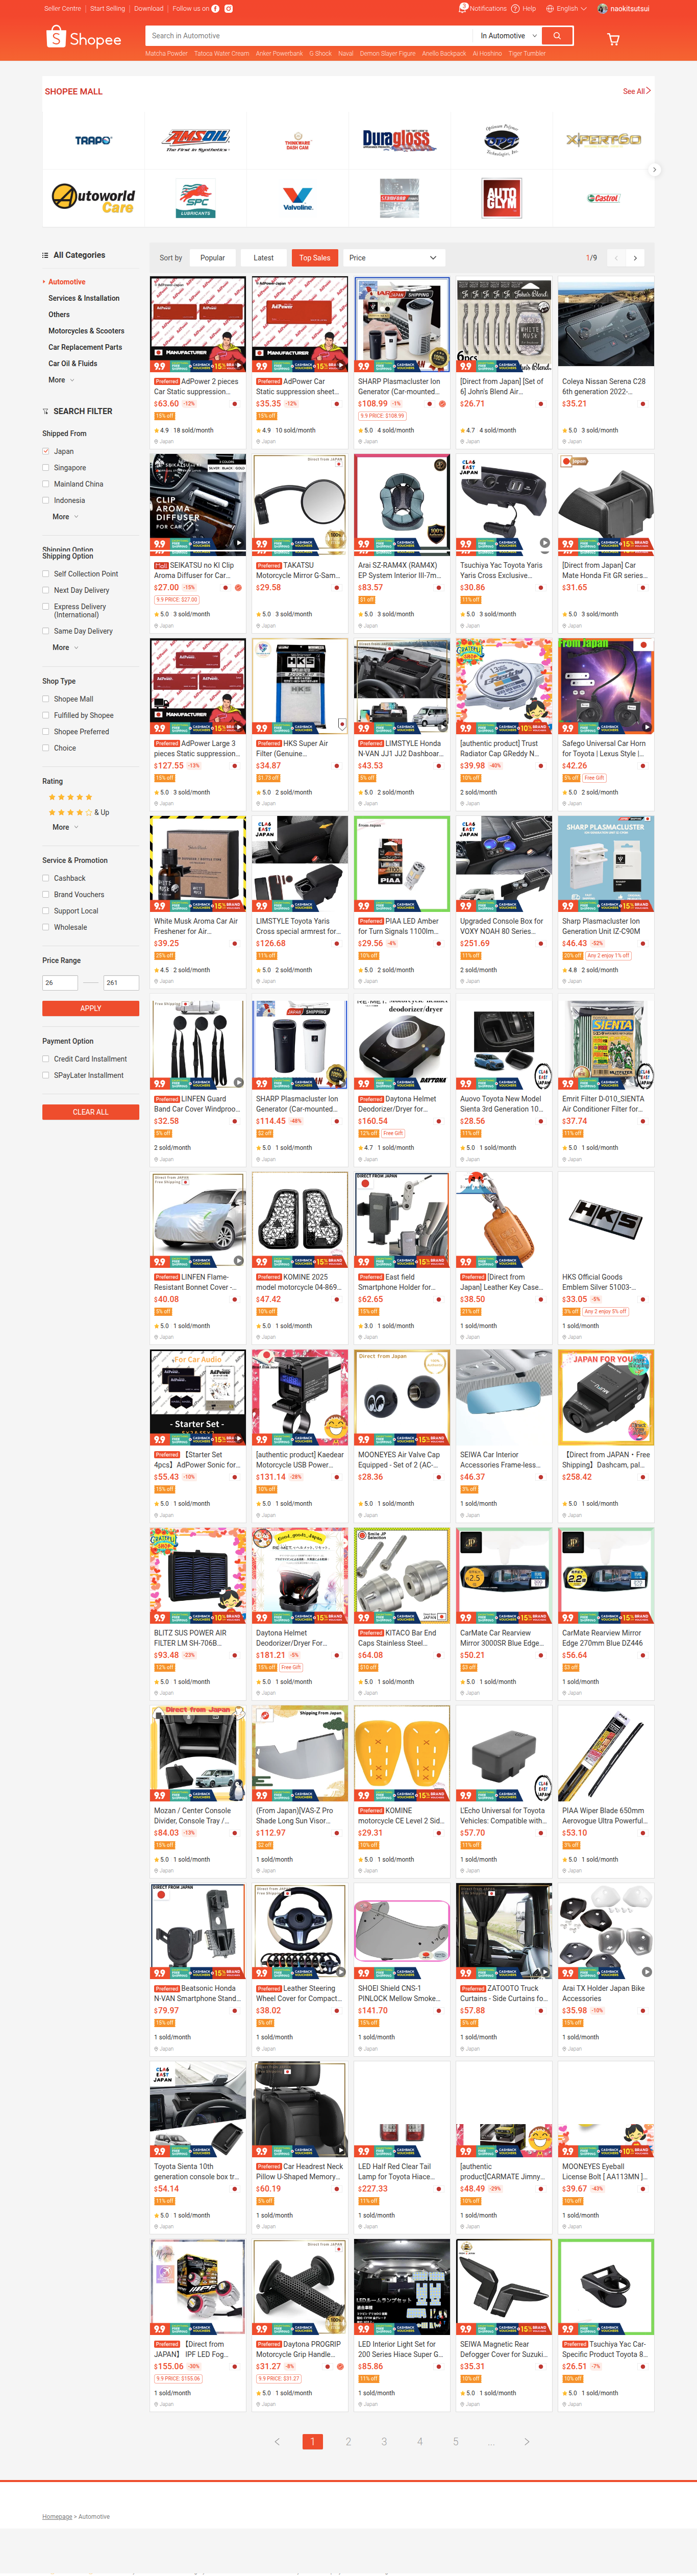 Seller Centre
Start Selling
Download
Follow us on
Notifications
Help
English
naokitsutsui
Shopee
Search in Automotive
In Automotive
Matcha Powder
Tatcoa Water Cream
Anker Powerbank
G Shock
Naval
Demon Slayer Figure
Anello Backpack
Ai Hoshino
Tiger Tumbler
SHOPEE MALL
See All
TRAPO
AMSOIL
THINKWARE DASH CAM
Duragloss
XPERT60
Autoworld Care
SPC LUBRICANTS
Valvoline
AUTO GLYM
Castrol
All Categories
Automotive
Services & Installation
Others
Motorcycles & Scooters
Car Replacement Parts
Car Oil & Fluids
More
SEARCH FILTER
Shipped From
Japan
Singapore
Mainland China
Indonesia
More
Shipping Option
Self Collection Point
Next Day Delivery
Express Delivery (International)
Same Day Delivery
More
Shop Type
Shopee Mall
Fulfilled by Shopee
Shopee Preferred
Choice
Rating
& Up
More
Service & Promotion
Cashback
Brand Vouchers
Support Local
Wholesale
Price Range
26
261
APPLY
Payment Option
Credit Card Installment
SPayLater Installment
CLEAR ALL
Sort by
Popular
Latest
Top Sales
Price
1/9
Preferred AdPower 2 pieces
Car Static suppression...
$63.60 -12%
15% off
4.9 18 sold/month
Japan
Preferred AdPower Car
Static suppression sheet...
$35.35 -12%
15% off
4.9 10 sold/month
Japan
SHARP Plasmacluster Ion
Generator (Car-mounted...
$108.99 -1%
9.9 PRICE: $108.99
5.0 4 sold/month
Japan
[Direct from Japan] [Set of
6] John's Blend Air...
$26.71
4.7 4 sold/month
Japan
Coleya Nissan Serena C28
6th generation 2022-...
$35.21
5.0 3 sold/month
Japan
Mall SEIKATSU no KI Clip
Aroma Diffuser for Car...
$27.00 -15%
9.9 PRICE: $27.00
5.0 3 sold/month
Japan
Preferred TAKATSU
Motorcycle Mirror G-Sam...
$29.58
5.0 3 sold/month
Japan
Arai SZ-RAM4X (RAM4X)
EP System Interior III-7m...
$83.57
$1 off
5.0 3 sold/month
Japan
Tsuchiya Yac Toyota Yaris
Yaris Cross Exclusive...
$30.86
11% off
5.0 3 sold/month
Japan
[Direct from Japan] Car
Mate Honda Fit GR series...
$31.65
5.0 3 sold/month
Japan
Preferred AdPower Large 3
pieces Static suppression...
$127.55 -13%
15% off
5.0 3 sold/month
Japan
Preferred HKS Super Air
Filter (Genuine...
$34.87
$1.75 off
5.0 2 sold/month
Japan
Preferred LIMSTYLE Honda
N-VAN JJ1 JJ2 Dashboar...
$43.53
5% off
5.0 2 sold/month
Japan
[authentic product] Trust
Radiator Cap GReddy N...
$39.98 -40%
10% off
2 sold/month
Japan
Safego Universal Car Horn
for Toyota | Lexus Style |...
$42.26
5% off Free Gift
5.0 2 sold/month
Japan
White Musk Aroma Car Air
Freshener for Air...
$39.25
25% off
4.5 2 sold/month
Japan
LIMSTYLE Toyota Yaris
Cross special armrest for...
$126.68
11% off
5.0 2 sold/month
Japan
Preferred PIAA LED Amber
for Turn Signals 1100lm...
$29.56 -4%
10% off
5.0 2 sold/month
Japan
Upgraded Console Box for
VOXY NOAH 80 Series...
$251.69
11% off
2 sold/month
Japan
Sharp Plasmacluster Ion
Generation Unit IZ-C90M
$46.43 -52%
20% off Any 2 enjoy 1% off
4.8 2 sold/month
Japan
Preferred LINFEN Guard
Band Car Cover Windproo...
$32.58
5% off
2 sold/month
Japan
SHARP Plasmacluster Ion
Generator (Car-mounted...
$114.45 -48%
$2 off
5.0 1 sold/month
Japan
Preferred Daytona Helmet
Deodorizer/Dryer for...
$160.54
12% off Free Gift
4.7 1 sold/month
Japan
Auovo Toyota New Model
Sienta 3rd Generation 10...
$28.56
11% off
5.0 1 sold/month
Japan
Emrit Filter D-010_SIENTA
Air Conditioner Filter for...
$37.74
11% off
5.0 1 sold/month
Japan
Preferred LINFEN Flame-
Resistant Bonnet Cover -...
$40.08
5% off
5.0 1 sold/month
Japan
Preferred KOMINE 2025
model motorcycle 04-869...
$47.42
10% off
5.0 1 sold/month
Japan
Preferred East field
Smartphone Holder for...
$62.65
15% off
3.0 1 sold/month
Japan
Preferred [Direct from
Japan] Leather Key Case...
$38.50
21% off
1 sold/month
Japan
HKS Official Goods
Emblem Silver 51003-...
$33.05 -5%
3% off Any 2 enjoy 5% off
1 sold/month
Japan
Preferred 【Starter Set
4pcs】AdPower Sonic for...
$55.43 -10%
15% off
5.0 1 sold/month
Japan
[authentic product] Kaedear
Motorcycle USB Power...
$131.14 -28%
10% off
5.0 1 sold/month
Japan
MOONEYES Air Valve Cap
Equipped - Set of 2 (AC-...
$28.36
5.0 1 sold/month
Japan
SEIWA Car Interior
Accessories Frame-less...
$46.37
3% off
1 sold/month
Japan
【Direct from JAPAN・Free
Shipping】Dashcam, pal...
$258.42
5.0 1 sold/month
Japan
BLITZ SUS POWER AIR
FILTER LM SH-706B...
$93.48 -23%
12% off
5.0 1 sold/month
Japan
Daytona Helmet
Deodorizer/Dryer For...
$181.21 -5%
15% off Free Gift
5.0 1 sold/month
Japan
Preferred KITACO Bar End
Caps Stainless Steel...
$64.08
$10 off
5.0 1 sold/month
Japan
CarMate Car Rearview
Mirror 3000SR Blue Edge...
$50.21
$3 off
5.0 1 sold/month
Japan
CarMate Rearview Mirror
Edge 270mm Blue DZ446
$56.64
$3 off
1 sold/month
Japan
Mozan / Center Console
Divider, Console Tray /...
$84.03 -13%
15% off
5.0 1 sold/month
Japan
(From Japan)[VAS-Z Pro
Shade Long Sun Visor...
$112.97
$2 off
1 sold/month
Japan
Preferred KOMINE
motorcycle CE Level 2 Sid...
$29.31
10% off
5.0 1 sold/month
Japan
L'Echo Universal for Toyota
Vehicles: Compatible with...
$57.70
11% off
1 sold/month
Japan
PIAA Wiper Blade 650mm
Aerovogue Ultra Powerful...
$53.10
3% off
5.0 1 sold/month
Japan
Preferred Beatsonic Honda
N-VAN Smartphone Stand...
$79.97
15% off
1 sold/month
Japan
Preferred Leather Steering
Wheel Cover for Compact...
$38.02
5% off
1 sold/month
Japan
SHOEI Shield CNS-1
PINLOCK Mellow Smoke...
$141.70
15% off
1 sold/month
Japan
Preferred ZATOOTO Truck
Curtains - Side Curtains fo...
$57.88
5% off
1 sold/month
Japan
Arai TX Holder Japan Bike
Accessories
$35.98 -10%
15% off
1 sold/month
Japan
Toyota Sienta 10th
generation console box tr...
$54.14
11% off
5.0 1 sold/month
Japan
Preferred Car Headrest Neck
Pillow U-Shaped Memory...
$60.19
5% off
1 sold/month
Japan
LED Half Red Clear Tail
Lamp for Toyota Hiace...
$227.33
11% off
1 sold/month
Japan
[authentic
product]CARMATE Jimny...
$48.49 -29%
10% off
1 sold/month
Japan
MOONEYES Eyeball
License Bolt [ AA113MN ]...
$39.67 -43%
10% off
1 sold/month
Japan
Preferred 【Direct from
JAPAN】 IPF LED Fog...
$155.06 -30%
9.9 PRICE: $155.06
1 sold/month
Japan
Preferred Daytona PROGRIP
Motorcycle Grip Handle...
$31.27 -8%
9.9 PRICE: $31.27
5.0 1 sold/month
Japan
LED Interior Light Set for
200 Series Hiace Super G...
$85.86
11% off
1 sold/month
Japan
SEIWA Magnetic Rear
Defogger Cover for Suzuki...
$35.31
10% off
5.0 1 sold/month
Japan
Preferred Tsuchiya Yac Car-
Specific Product Toyota 8...
$26.51 -7%
10% off
5.0 1 sold/month
Japan
1 2 3 4 5 ...
Homepage > Automotive